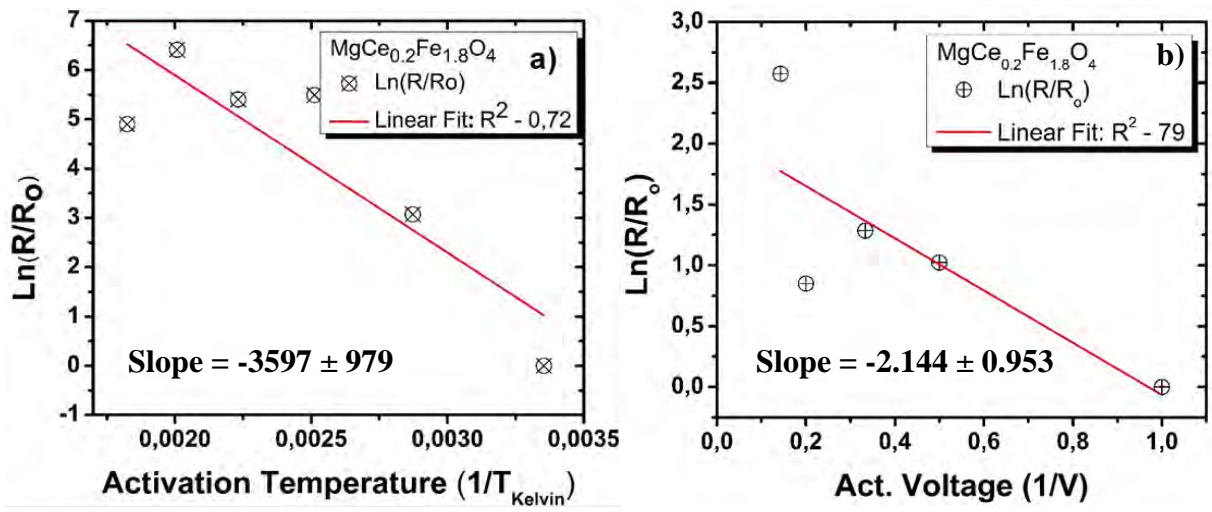 MgCe0.2Fe1.8O4
a)
Ln(R/Ro)
Linear Fit: R2 - 0,72
Slope = -3597 ± 979
Ln(R/Ro)
7
6
5
4
3
2
1
0
-1
0,0020
0,0025
0,0030
0,0035
Activation Temperature (1/TKelvin)
MgCe0.2Fe1.8O4
b)
Ln(R/Ro)
Linear Fit: R2 - 79
Slope = -2.144 ± 0.953
Ln(R/Ro)
3,0
2,5
2,0
1,5
1,0
0,5
0,0
0,0
0,2
0,4
0,6
0,8
1,0
Act. Voltage (1/V)